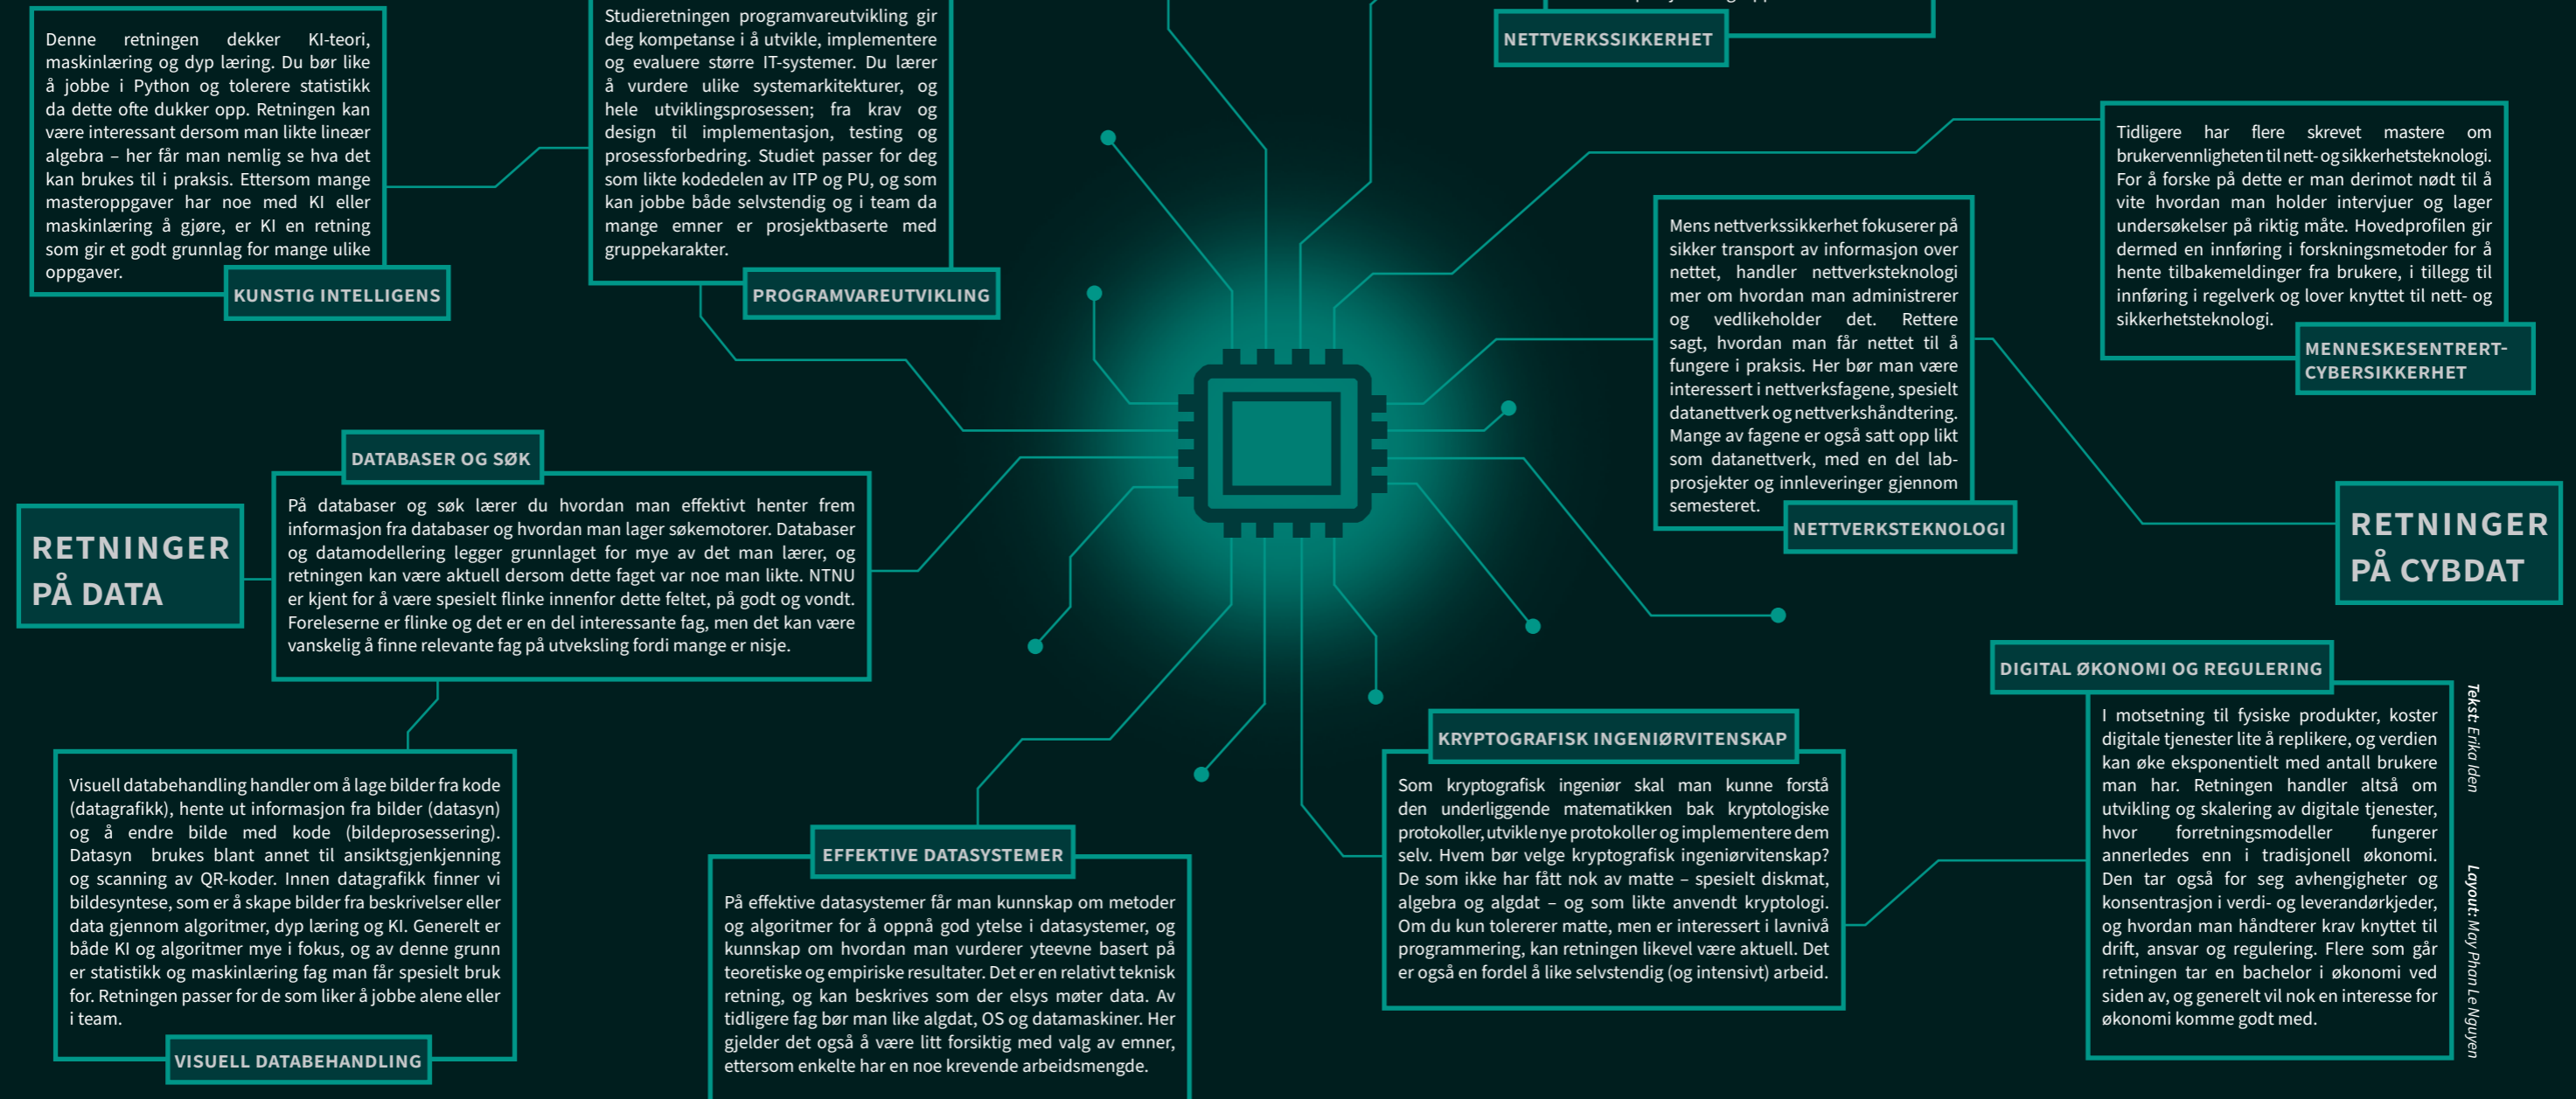 Denne retningen dekker KI-teori,
maskinlæring og dyp læring. Du bør like
å jobbe i Python og tolerere statistikk
da dette ofte dukker opp. Retningen kan
være interessant dersom man likte lineær
algebra – her får man nemlig se hva det
kan brukes til i praksis. Ettersom mange
masteroppgaver har noe med KI eller
maskinlæring å gjøre, er KI en retning
som gir et godt grunnlag for mange ulike
oppgaver.
KUNSTIG INTELLIGENS
Studieretningen programvareutvikling gir
deg kompetanse i å utvikle, implementere
og evaluere større IT-systemer. Du lærer
å vurdere ulike systemarkitekturer, og
hele utviklingsprosessen; fra krav og
design til implementasjon, testing og
prosessforbedring. Studiet passer for deg
som likte kodedelen av ITP og PU, og som
kan jobbe både selvstendig og i team da
mange emner er prosjektbaserte med
gruppekarakter.
PROGRAMVAREUTVIKLING
NETTVERKSSIKKERHET
Mens nettverkssikkerhet fokuserer på
sikker transport av informasjon over
nettet, handler nettverksteknologi
mer om hvordan man administrerer
og vedlikeholder det. Rettere
sagt, hvordan man får nettet til å
fungere i praksis. Her bør man være
interessert i nettverksfagene, spesielt
datanettverk og nettverkshåndtering.
Mange av fagene er også satt opp likt
som datanettverk, med en del lab-
prosjekter og innleveringer gjennom
semesteret.
NETTVERKSTEKNOLOGI
Tidligere har flere skrevet mastere om
brukervennligheten til nett- og sikkerhetsteknologi.
For å forske på dette er man derimot nødt til å
vite hvordan man holder intervjuer og lager
undersøkelser på riktig måte. Hovedprofilen gir
dermed en innføring i forskningsmetoder for å
hente tilbakemeldinger fra brukere, i tillegg til
innføring i regelverk og lover knyttet til nett- og
sikkerhetsteknologi.
MENNESKESENTRERT-
CYBERSIKKERHET
RETNINGER
PÅ DATA
DATABASER OG SØK
På databaser og søk lærer du hvordan man effektivt henter frem
informasjon fra databaser og hvordan man lager søkemotorer. Databaser
og datamodellering legger grunnlaget for mye av det man lærer, og
retningen kan være aktuell dersom dette faget var noe man likte. NTNU
er kjent for å være spesielt flinke innenfor dette feltet, på godt og vondt.
Foreleserne er flinke og det er en del interessante fag, men det kan være
vanskelig å finne relevante fag på utveksling fordi mange er nisje.
RETNINGER
PÅ CYBDAT
Visuell databehandling handler om å lage bilder fra kode
(datagrafikk), hente ut informasjon fra bilder (datasyn)
og å endre bilde med kode (bildeprosessering).
Datasyn brukes blant annet til ansiktsgjenkjenning
og scanning av QR-koder. Innen datagrafikk finner vi
bildesyntese, som er å skape bilder fra beskrivelser eller
data gjennom algoritmer, dyp læring og KI. Generelt er
både KI og algoritmer mye i fokus, og av denne grunn
er statistikk og maskinlæring fag man får spesielt bruk
for. Retningen passer for de som liker å jobbe alene eller
i team.
VISUELL DATABEHANDLING
EFFEKTIVE DATASYSTEMER
På effektive datasystemer får man kunnskap om metoder
og algoritmer for å oppnå god ytelse i datasystemer, og
kunnskap om hvordan man vurderer yteevne basert på
teoretiske og empiriske resultater. Det er en relativt teknisk
retning, og kan beskrives som der elsys møter data. Av
tidligere fag bør man like algdat, OS og datamaskiner. Her
gjelder det også å være litt forsiktig med valg av emner,
ettersom enkelte har en noe krevende arbeidsmengde.
KRYPTOGRAFISK INGENIØRVITENSKAP
Som kryptografisk ingeniør skal man kunne forstå
den underliggende matematikken bak kryptologiske
protokoller, utvikle nye protokoller og implementere dem
selv. Hvem bør velge kryptografisk ingeniørvitenskap?
De som ikke har fått nok av matte – spesielt diskmat,
algebra og algdat – og som likte anvendt kryptologi.
Om du kun tolererer matte, men er interessert i lavnivå
programmering, kan retningen likevel være aktuell. Det
er også en fordel å like selvstendig (og intensivt) arbeid.
DIGITAL ØKONOMI OG REGULERING
I motsetning til fysiske produkter, koster
digitale tjenester lite å replikere, og verdien
kan øke eksponentielt med antall brukere
man har. Retningen handler altså om
utvikling og skalering av digitale tjenester,
hvor forretningsmodeller fungerer
annerledes enn i tradisjonell økonomi.
Den tar også for seg avhengigheter og
konsentrasjon i verdi- og leverandørkjeder,
og hvordan man håndterer krav knyttet til
drift, ansvar og regulering. Flere som går
retningen tar en bachelor i økonomi ved
siden av, og generelt vil nok en interesse for
økonomi komme godt med.
Tekst: Erika Iden
Layout: May Phan Le Nguyen